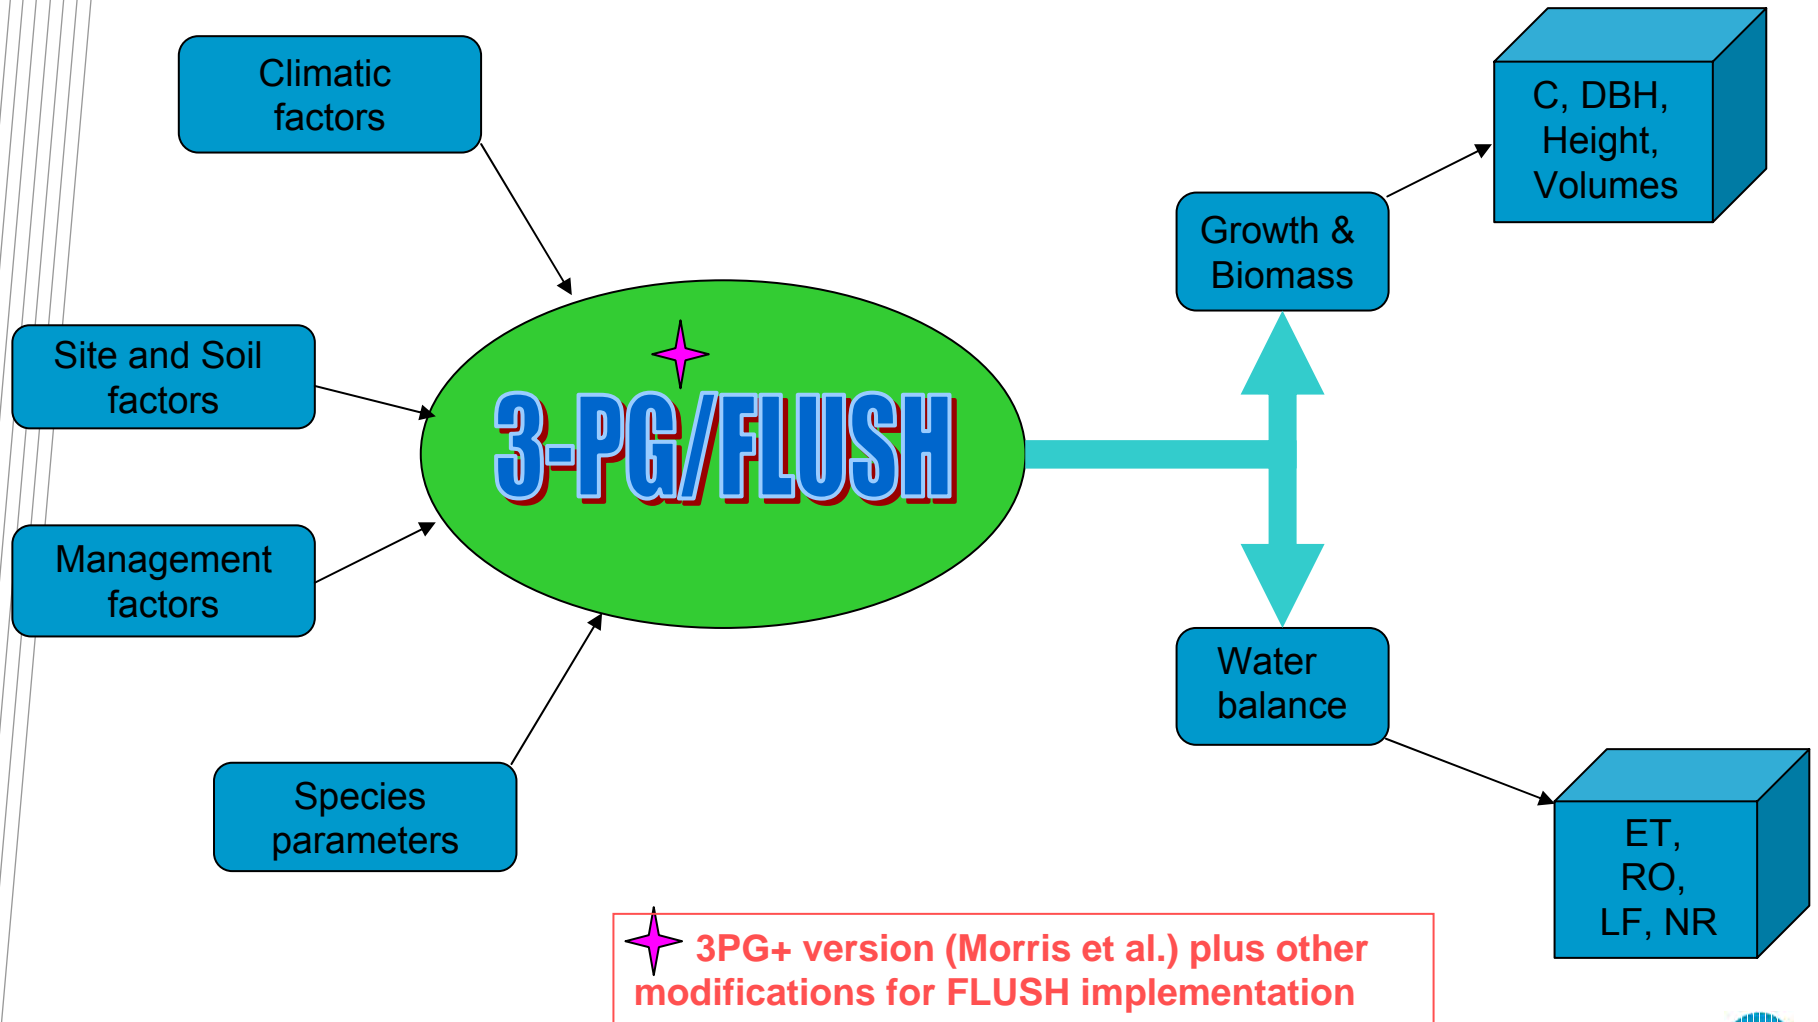 Climatic
factors
Site and Soil
factors
Management
factors
Species
parameters
3-PG/FLUSH
Growth &
Biomass
C, DBH,
Height,
Volumes
Water
balance
ET,
RO,
LF, NR
3PG+ version (Morris et al.) plus other
modifications for FLUSH implementation